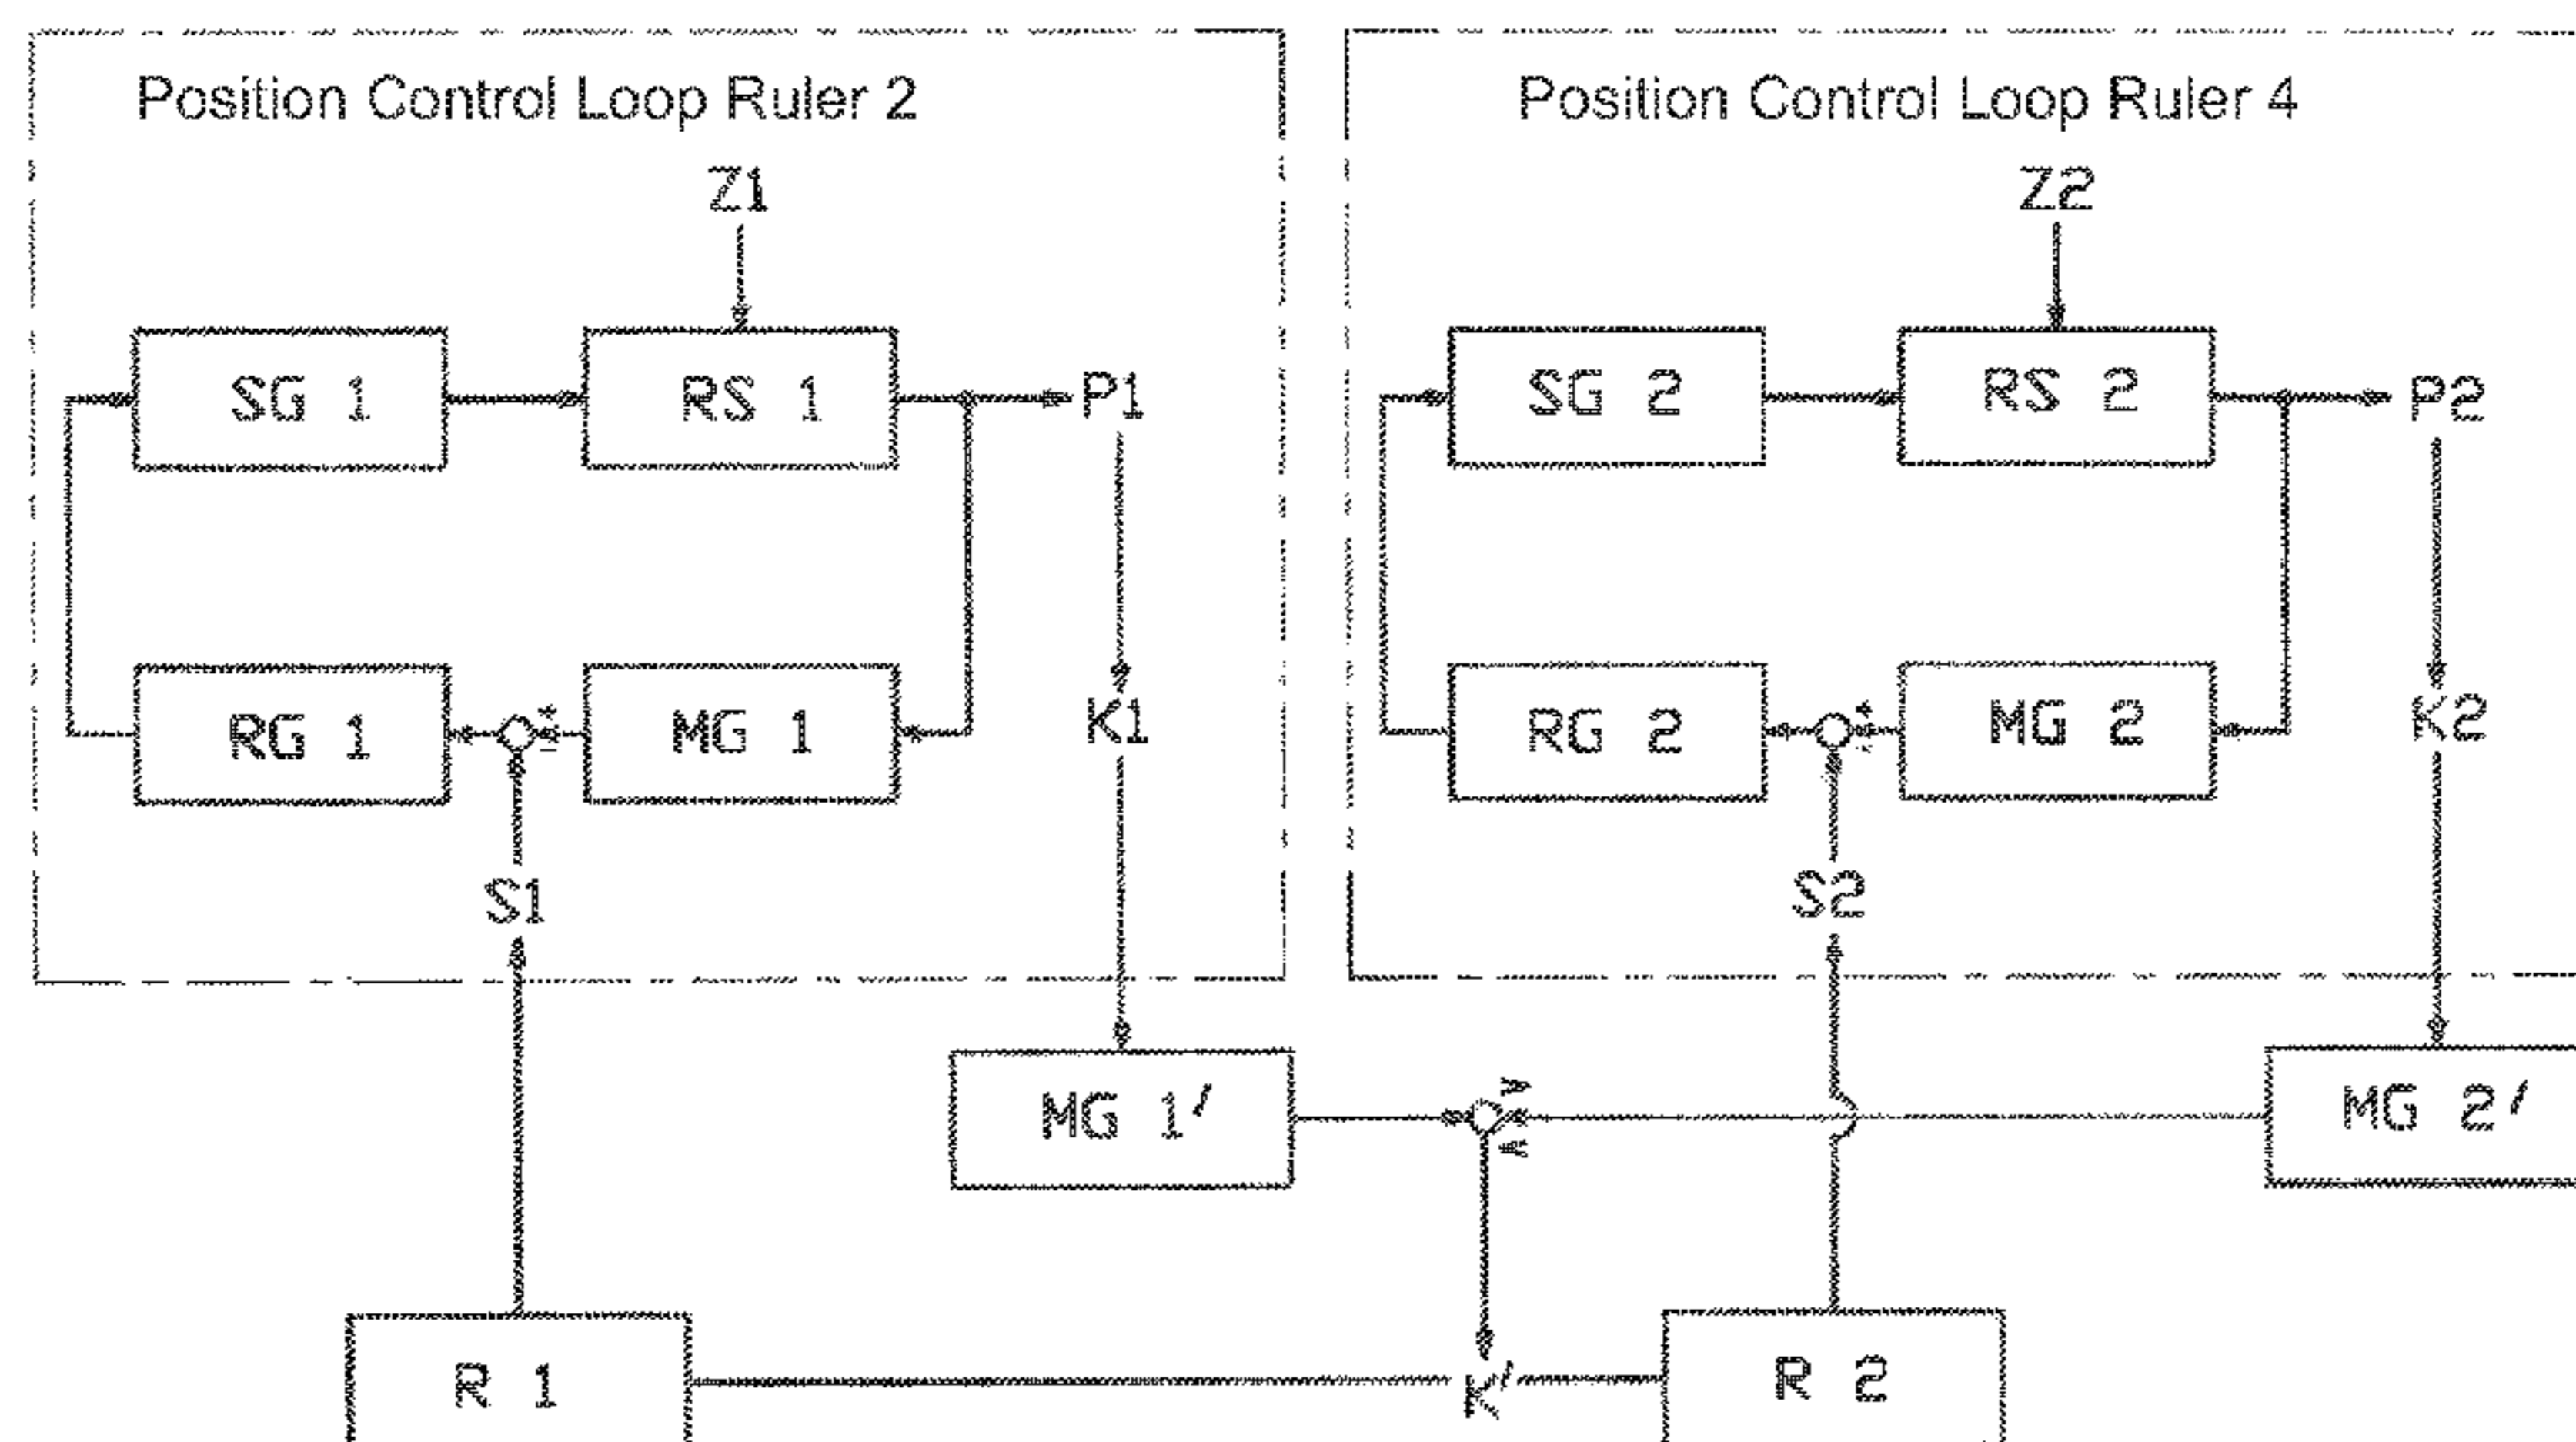 Position Control Loop Ruler 2
Position Control Loop Ruler 4
Z1
Z2
SG 1
RS 1
P1
SG 2
RS 2
P2
RG 1
MG 1
K1
RG 2
MG 2
K2
S1
S2
MG 1'
MG 2'
R 1
K'
R 2